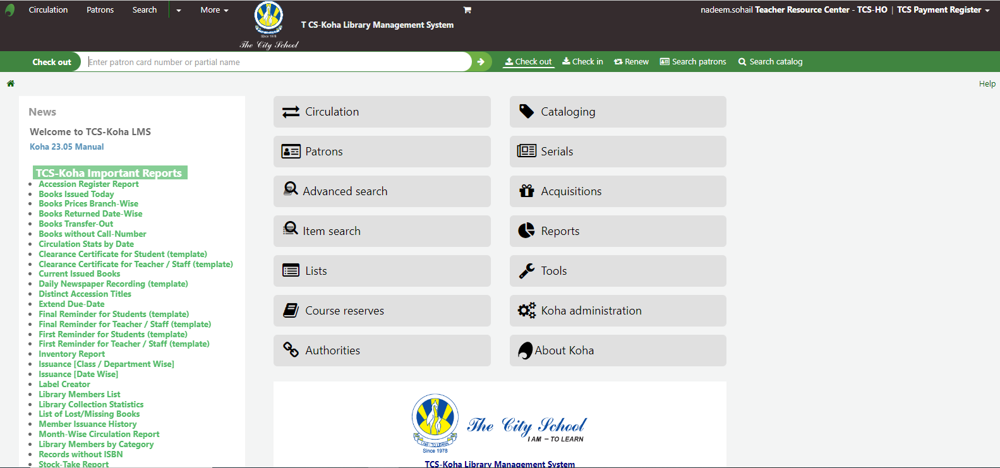 Circulation
Patrons
Search
More
Since 1978
The City School
T CS-Koha Library Management System
nadeem.sohail Teacher Resource Center - TCS-HO | TCS Payment Register
Check out
Enter patron card number or partial name
Check out
Check in
Renew
Search patrons
Search catalog
Help
News
Welcome to TCS-Koha LMS
Koha 23.05 Manual
TCS-Koha Important Reports
Accession Register Report
Books Issued Today
Books Prices Branch-Wise
Books Returned Date-Wise
Books Transfer-Out
Books without Call-Number
Circulation Stats by Date
Clearance Certificate for Student (template)
Clearance Certificate for Teacher / Staff (template)
Current Issued Books
Daily Newspaper Recording (template)
Distinct Accession Titles
Extend Due-Date
Final Reminder for Students (template)
Final Reminder for Teacher / Staff (template)
First Reminder for Students (template)
First Reminder for Teacher / Staff (template)
Inventory Report
Issuance [Class / Department Wise]
Issuance [Date Wise]
Label Creator
Library Members List
Library Collection Statistics
List of Lost/Missing Books
Member Issuance History
Month-Wise Circulation Report
Library Members by Category
Records without ISBN
Stock-Take Report
Circulation
Cataloging
Patrons
Serials
Advanced search
Acquisitions
Item search
Reports
Lists
Tools
Course reserves
Koha administration
Authorities
About Koha
I AM - TO LEARN
Since 1978
The City School
I AM – TO LEARN
TCS-Koha Library Management System